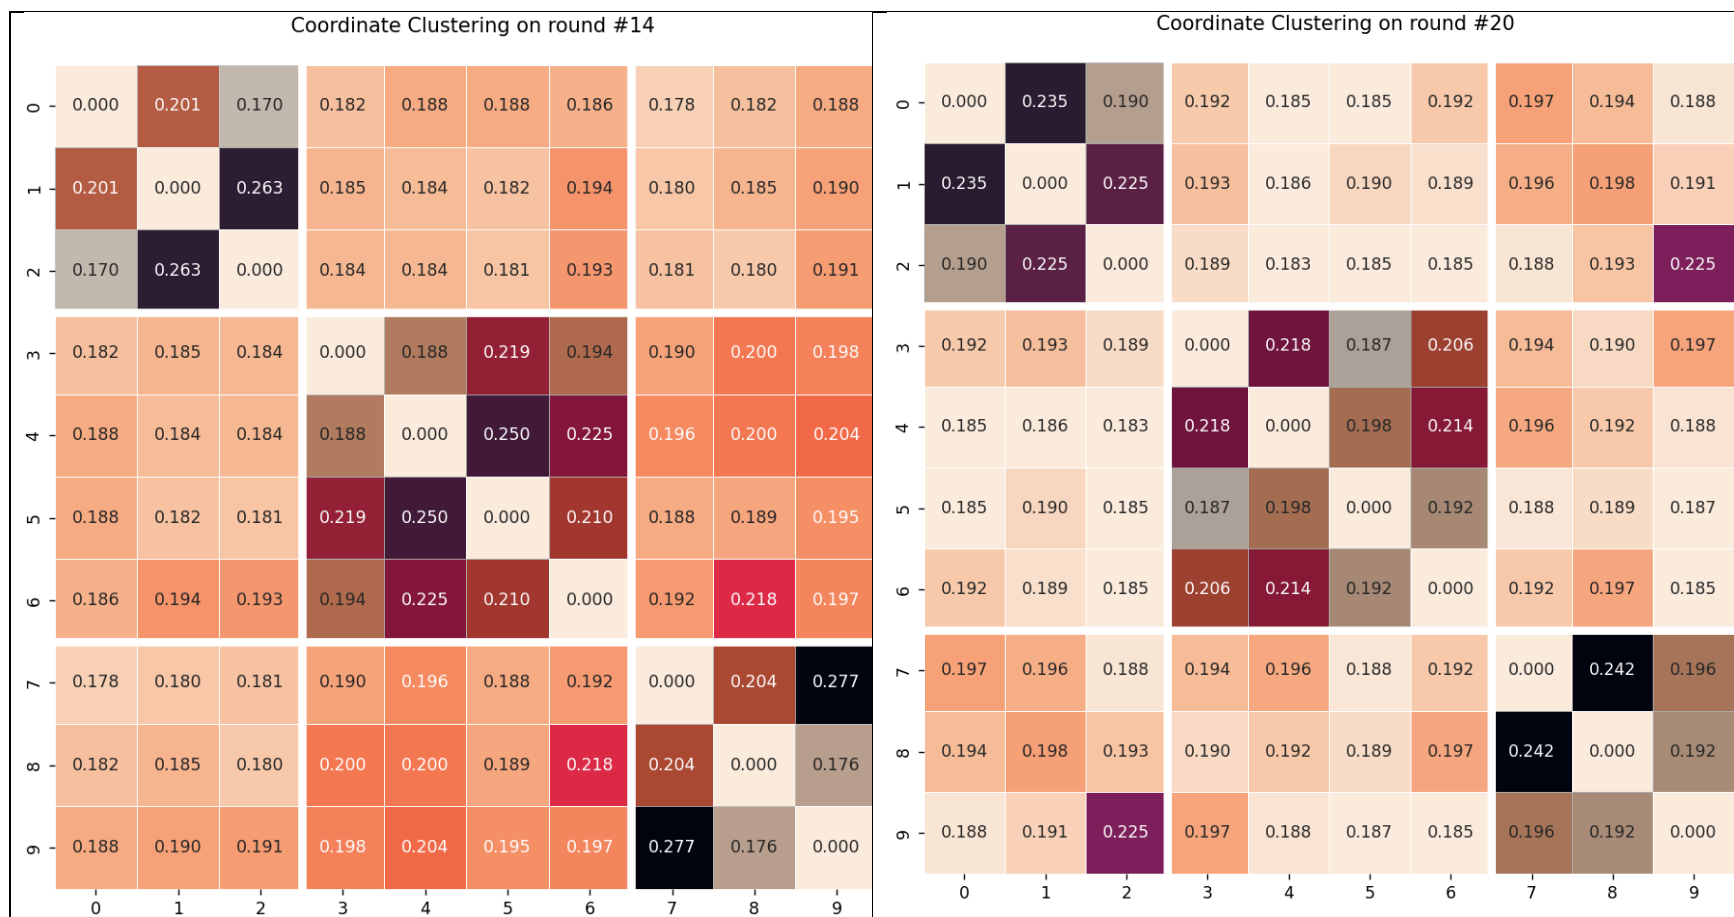 Coordinate Clustering on round #14
0 0.000 0.201 0.170 0.182 0.188 0.188 0.186 0.178 0.182 0.188
1 0.201 0.000 0.263 0.185 0.184 0.182 0.194 0.180 0.185 0.190
2 0.170 0.263 0.000 0.184 0.184 0.181 0.193 0.181 0.180 0.191
3 0.182 0.185 0.184 0.000 0.188 0.219 0.194 0.190 0.200 0.198
4 0.188 0.184 0.184 0.188 0.000 0.250 0.225 0.196 0.200 0.204
5 0.188 0.182 0.181 0.219 0.250 0.000 0.210 0.188 0.189 0.195
6 0.186 0.194 0.193 0.194 0.225 0.210 0.000 0.192 0.218 0.197
7 0.178 0.180 0.181 0.190 0.196 0.188 0.192 0.000 0.204 0.277
8 0.182 0.185 0.180 0.200 0.200 0.189 0.218 0.204 0.000 0.176
9 0.188 0.190 0.191 0.198 0.204 0.195 0.197 0.277 0.176 0.000
0 1 2 3 4 5 6 7 8 9
Coordinate Clustering on round #20
0 0.000 0.235 0.190 0.192 0.185 0.185 0.192 0.197 0.194 0.188
1 0.235 0.000 0.225 0.193 0.186 0.190 0.189 0.196 0.198 0.191
2 0.190 0.225 0.000 0.189 0.183 0.185 0.185 0.188 0.193 0.225
3 0.192 0.193 0.189 0.000 0.218 0.187 0.206 0.194 0.190 0.197
4 0.185 0.186 0.183 0.218 0.000 0.198 0.214 0.196 0.192 0.188
5 0.185 0.190 0.185 0.187 0.198 0.000 0.192 0.188 0.189 0.187
6 0.192 0.189 0.185 0.206 0.214 0.192 0.000 0.192 0.197 0.185
7 0.197 0.196 0.188 0.194 0.196 0.188 0.192 0.000 0.242 0.196
8 0.194 0.198 0.193 0.190 0.192 0.189 0.197 0.242 0.000 0.192
9 0.188 0.191 0.225 0.197 0.188 0.187 0.185 0.196 0.192 0.000
0 1 2 3 4 5 6 7 8 9